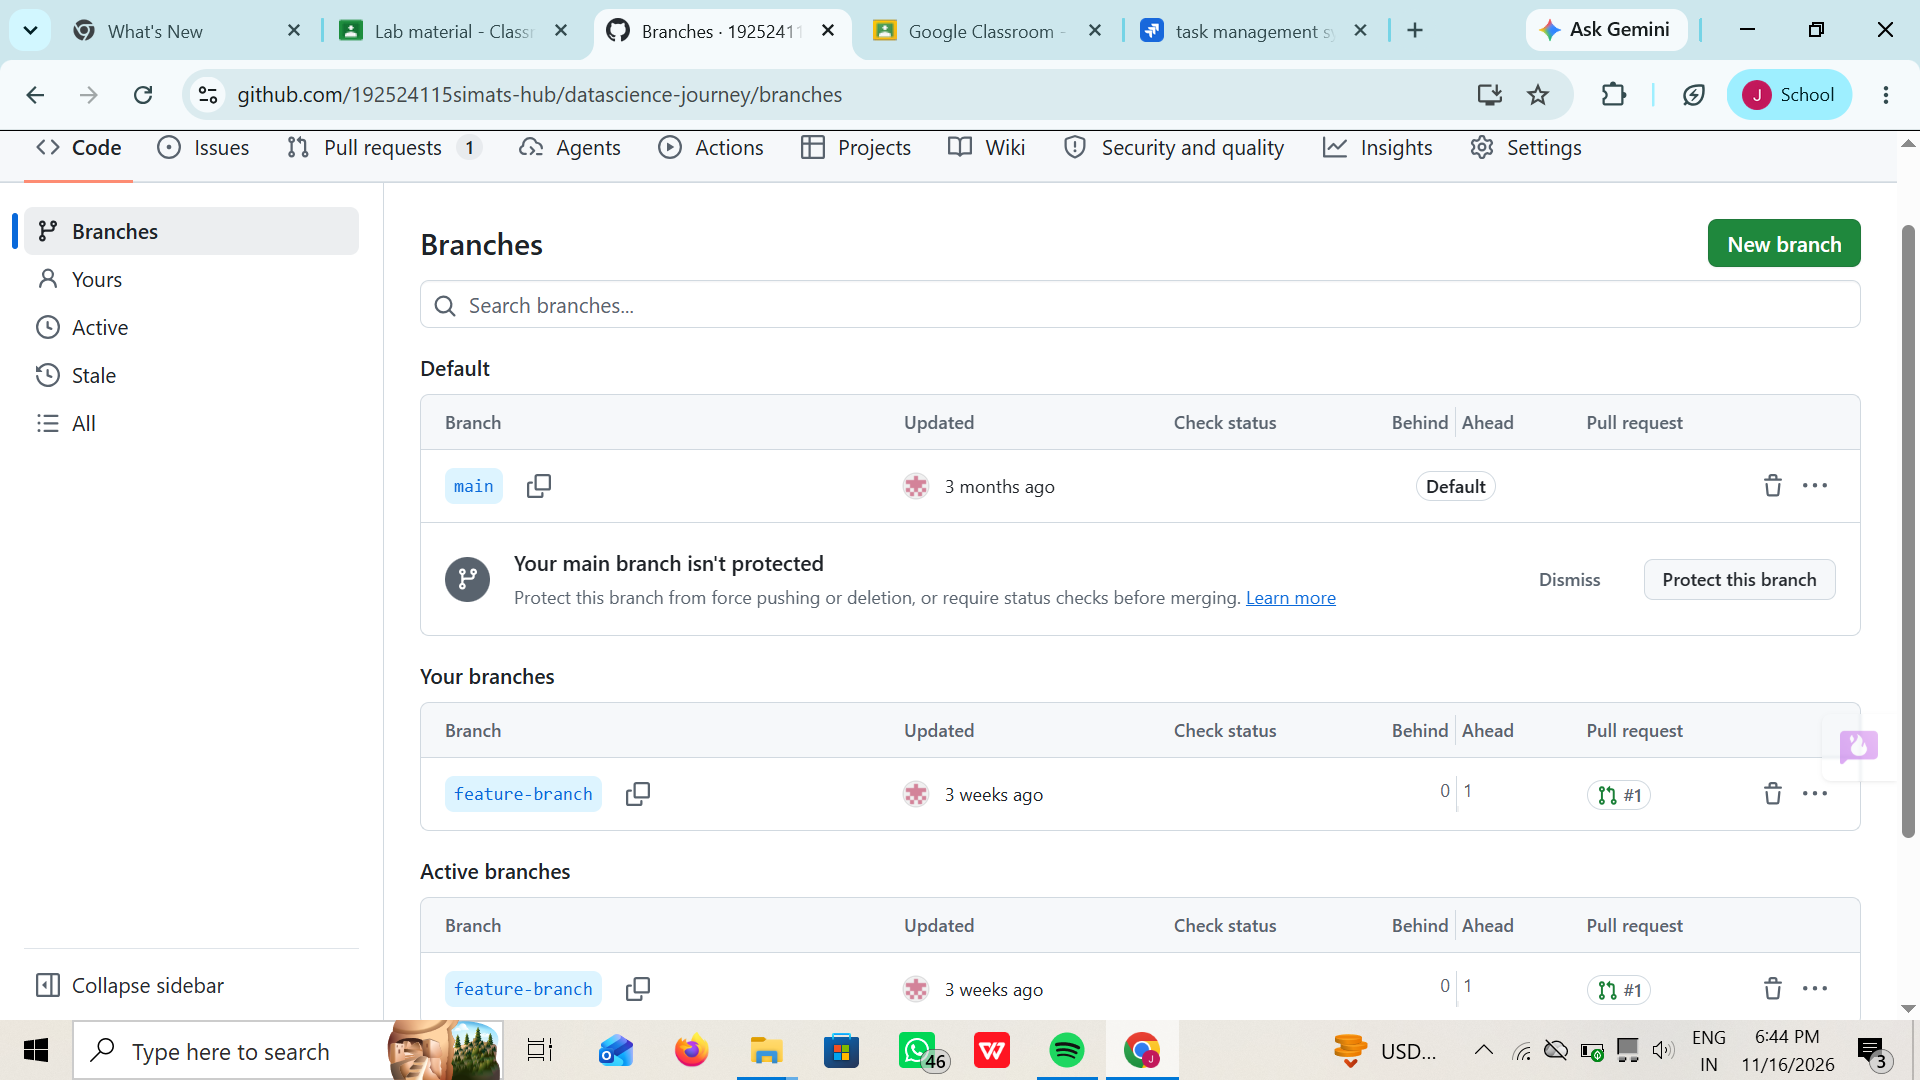 What's New
Lab material - Classr
Branches · 19252411
Google Classroom -
task management sy
Ask Gemini
github.com/192524115simats-hub/datascience-journey/branches
J School
Code
Issues
Pull requests 1
Agents
Actions
Projects
Wiki
Security and quality
Insights
Settings
Branches
Yours
Active
Stale
All
Collapse sidebar
Branches
New branch
Search branches...
Default
Branch Updated Check status Behind Ahead Pull request
main 3 months ago Default
Your main branch isn't protected
Protect this branch from force pushing or deletion, or require status checks before merging. Learn more
Dismiss
Protect this branch
Your branches
Branch Updated Check status Behind Ahead Pull request
feature-branch 3 weeks ago 0 1 #1
Active branches
Branch Updated Check status Behind Ahead Pull request
feature-branch 3 weeks ago 0 1 #1
Type here to search
46
USD...
ENG
IN
6:44 PM
11/16/2026
3